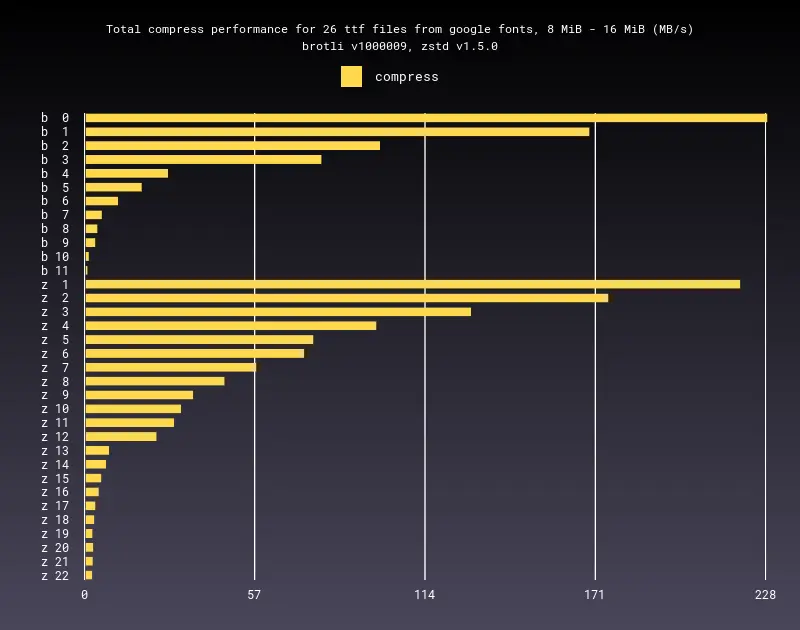 Total compress performance for 26 ttf files from google fonts, 8 MiB - 16 MiB (MB/s)
brotli v1000009, zstd v1.5.0
compress
b 0
b 1
b 2
b 3
b 4
b 5
b 6
b 7
b 8
b 9
b 10
b 11
z 1
z 2
z 3
z 4
z 5
z 6
z 7
z 8
z 9
z 10
z 11
z 12
z 13
z 14
z 15
z 16
z 17
z 18
z 19
z 20
z 21
z 22
0 57 114 171 228